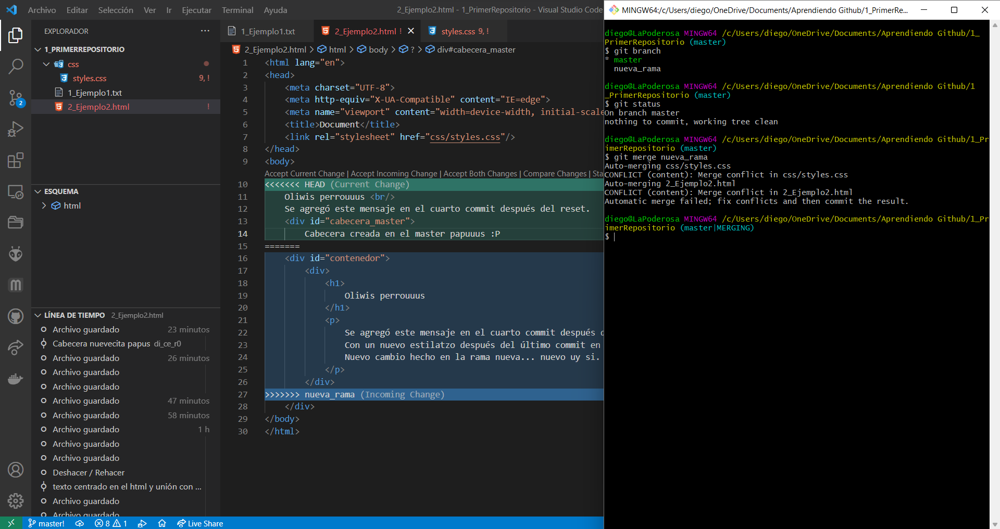 Archivo Editar Selección Ver Ir Ejecutar Terminal Ayuda
2_Ejemplo2.html - 1_PrimerRepositorio - Visual Studio Code
EXPLORADOR ...
1_PRIMERREPOSITORIO
css
styles.css 9, !
1_Ejemplo1.txt
2_Ejemplo2.html !
2
ESQUEMA
html
LÍNEA DE TIEMPO 2_Ejemplo2.html
Archivo guardado 23 minutos
Cabecera nuevecita papus di_ce_r0
Archivo guardado 26 minutos
Archivo guardado
Archivo guardado
Archivo guardado 47 minutos
Archivo guardado 58 minutos
Archivo guardado 1 h
Archivo guardado
Archivo guardado
Deshacer / Rehacer
texto centrado en el html y unión con ...
Archivo guardado
Archivo guardado
1_Ejemplo1.txt 2_Ejemplo2.html ! styles.css 9, !
2_Ejemplo2.html > html > body > ? > div#cabecera_master
1 <html lang="en">
2 <head>
3 <meta charset="UTF-8">
4 <meta http-equiv="X-UA-Compatible" content="IE=edge">
5 <meta name="viewport" content="width=device-width, initial-scale
6 <title>Document</title>
7 <link rel="stylesheet" href="css/styles.css"/>
8 </head>
9 <body>
Accept Current Change | Accept Incoming Change | Accept Both Changes | Compare Changes | Sta
10 <<<<<<< HEAD (Current Change)
11 Oliwis perrouuus <br/>
12 Se agregó este mensaje en el cuarto commit después del reset.
13 <div id="cabecera_master">
14 Cabecera creada en el master papuuus :P
15 =======
16 <div id="contenedor">
17 <div>
18 <h1>
19 Oliwis perrouuus
20 </h1>
21 <p>
22 Se agregó este mensaje en el cuarto commit después d
23 Con un nuevo estilatzo después del último commit en
24 Nuevo cambio hecho en la rama nueva... nuevo uy si.
25 </p>
26 </div>
27 >>>>>>> nueva_rama (Incoming Change)
28 </div>
29 </body>
30 </html>
master! 8 1 Live Share
MINGW64:/c/Users/diego/OneDrive/Documents/Aprendiendo Github/1_PrimerRe...
diego@LaPoderosa MINGW64 /c/Users/diego/OneDrive/Documents/Aprendiendo Github/1_
PrimerRepositorio (master)
$ git branch
* master
nueva_rama
diego@LaPoderosa MINGW64 /c/Users/diego/OneDrive/Documents/Aprendiendo Github/1
_PrimerRepositorio (master)
$ git status
On branch master
nothing to commit, working tree clean
diego@LaPoderosa MINGW64 /c/Users/diego/OneDrive/Documents/Aprendiendo Github/1_Pr
imerRepositorio (master)
$ git merge nueva_rama
Auto-merging css/styles.css
CONFLICT (content): Merge conflict in css/styles.css
Auto-merging 2_Ejemplo2.html
CONFLICT (content): Merge conflict in 2_Ejemplo2.html
Automatic merge failed; fix conflicts and then commit the result.
diego@LaPoderosa MINGW64 /c/Users/diego/OneDrive/Documents/Aprendiendo Github/1_Pr
imerRepositorio (master|MERGING)
$